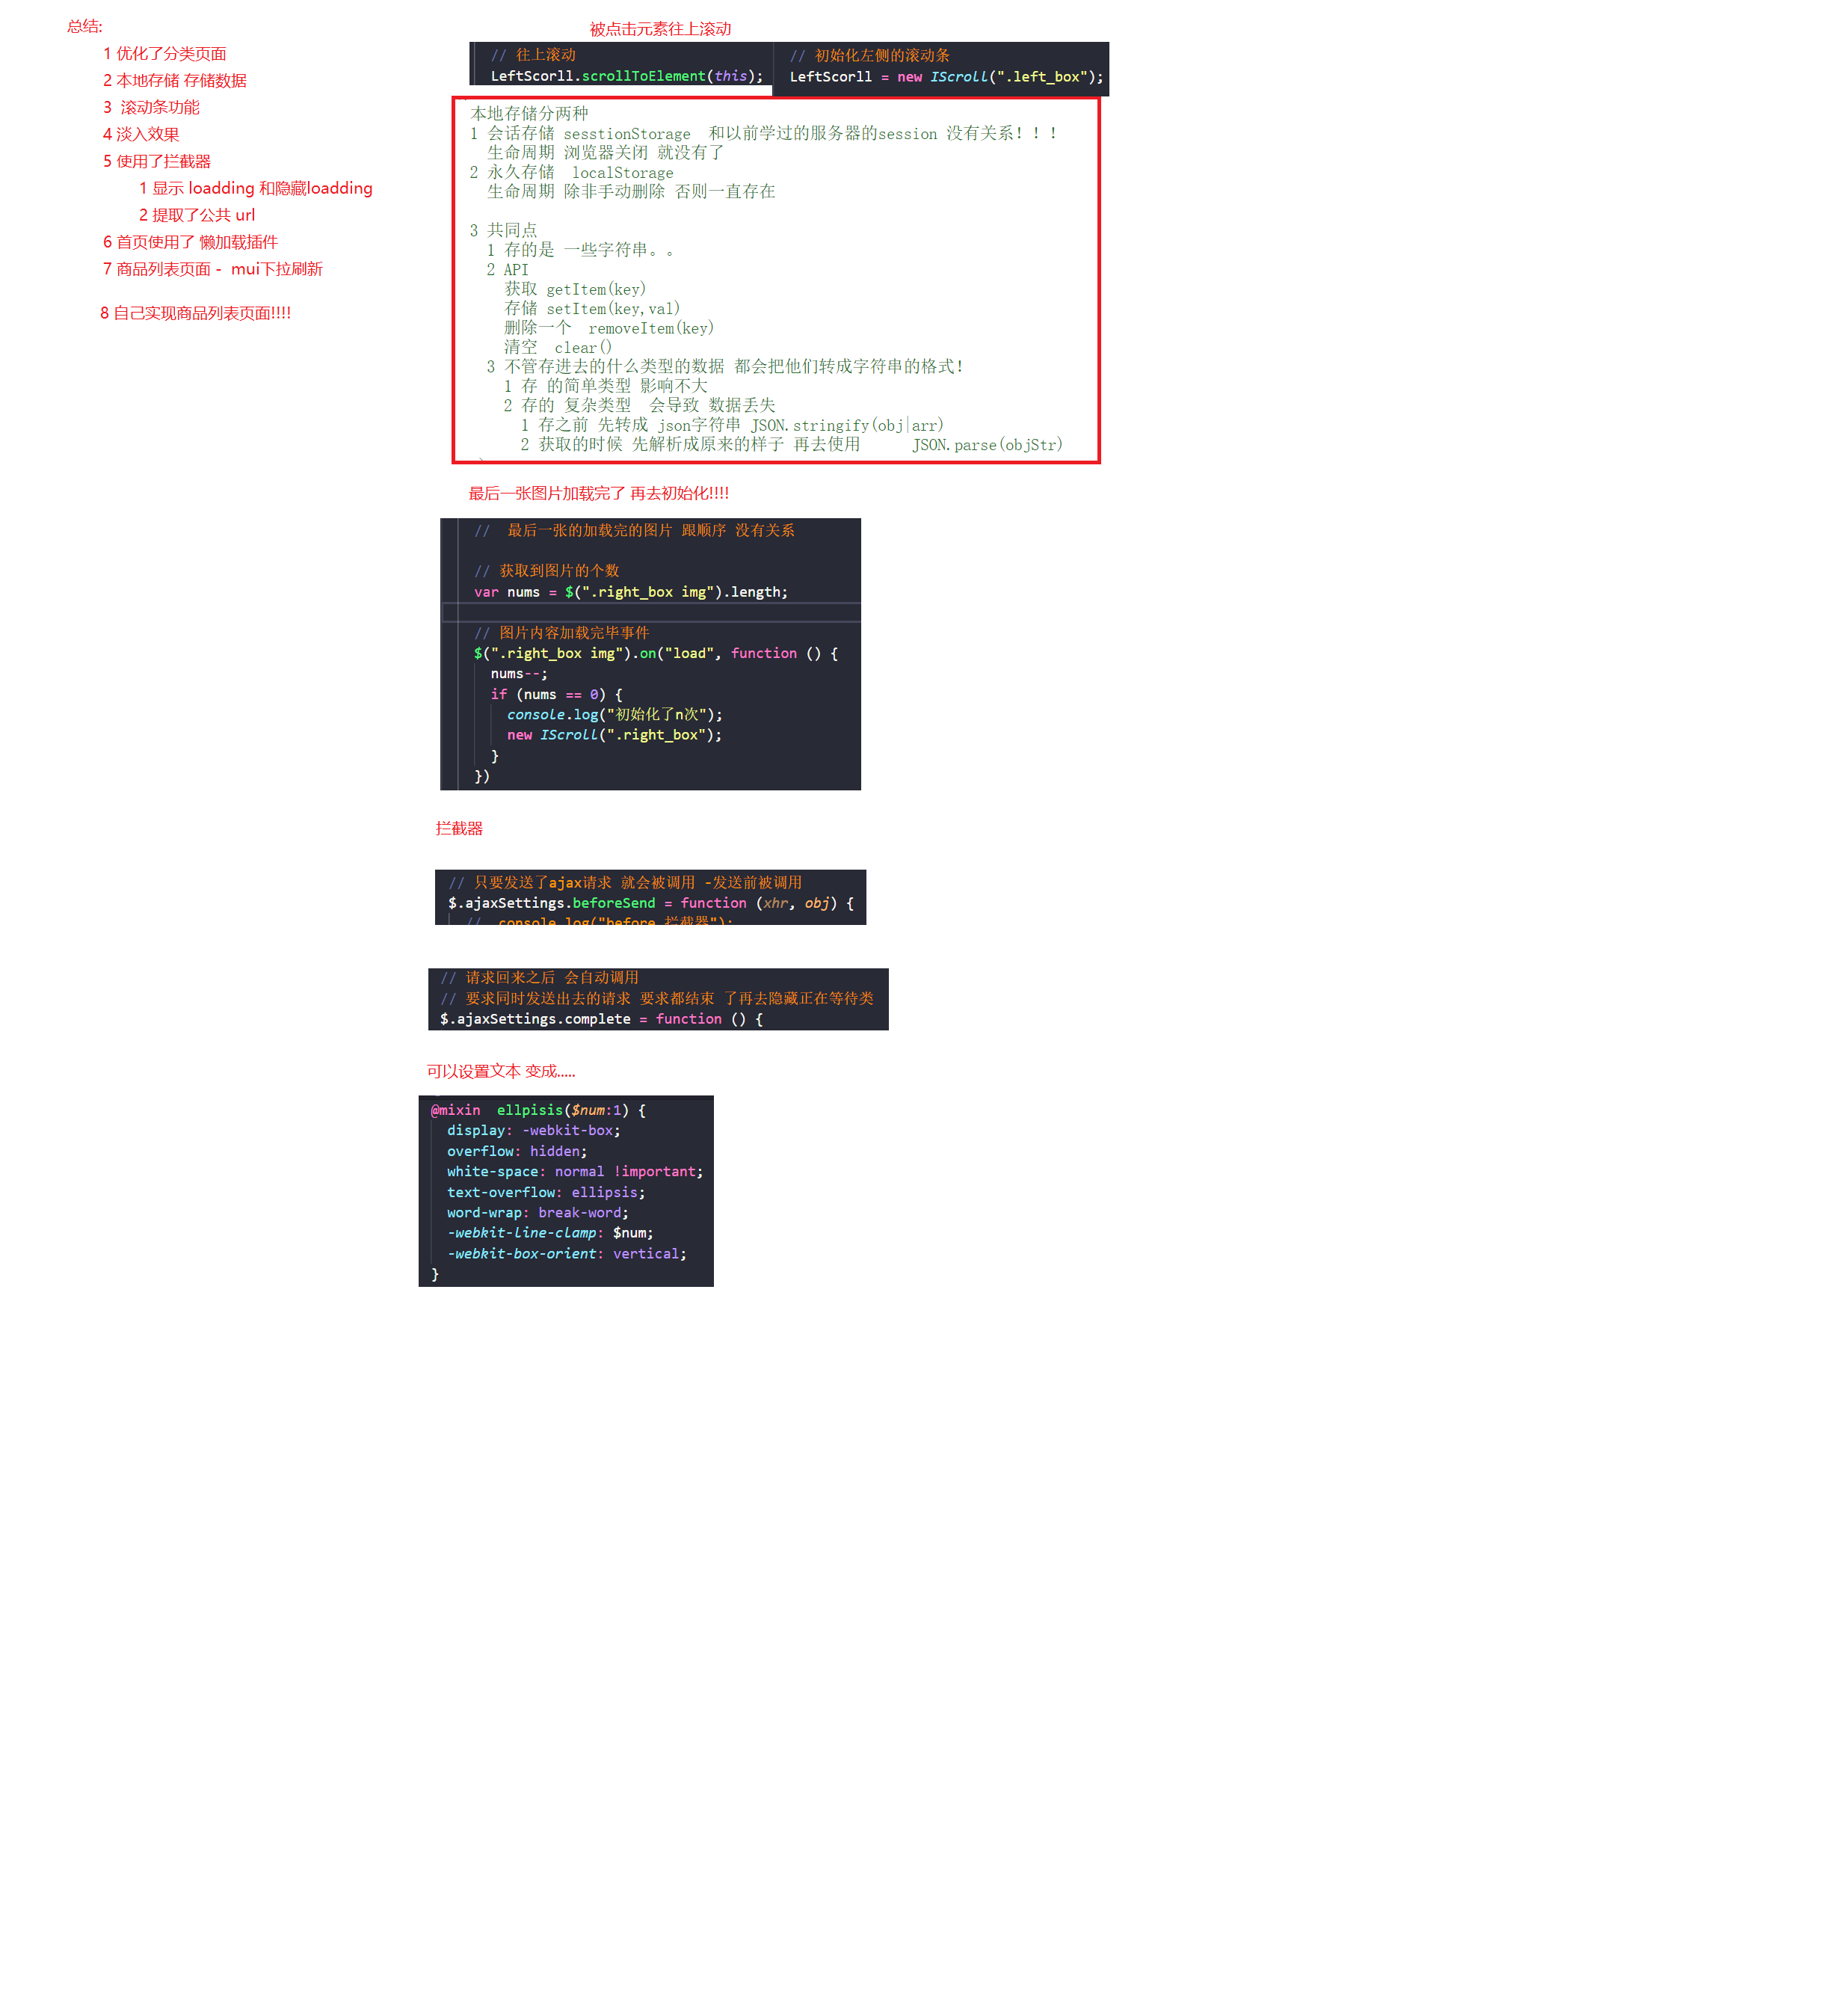 总结:
1 优化了分类页面
2 本地存储 存储数据
3  滚动条功能
4 淡入效果
5 使用了拦截器
1 显示 loadding 和隐藏loadding
2 提取了公共 url
6 首页使用了 懒加载插件
7 商品列表页面 -  mui下拉刷新
8 自己实现商品列表页面!!!!
被点击元素往上滚动
// 往上滚动
LeftScorll.scrollToElement(this);
// 初始化左侧的滚动条
LeftScorll = new IScroll(".left_box");
本地存储分两种
1 会话存储 sesstionStorage  和以前学过的服务器的session 没有关系！！！
生命周期 浏览器关闭 就没有了
2 永久存储  localStorage
生命周期 除非手动删除 否则一直存在
3 共同点
1 存的是 一些字符串。。
2 API
获取 getItem(key)
存储 setItem(key,val)
删除一个  removeItem(key)
清空  clear()
3 不管存进去的什么类型的数据 都会把他们转成字符串的格式！
1 存 的简单类型 影响不大
2 存的 复杂类型  会导致 数据丢失
1 存之前 先转成 json字符串 JSON.stringify(obj|arr)
2 获取的时候 先解析成原来的样子 再去使用      JSON.parse(objStr)
最后一张图片加载完了 再去初始化!!!!
//  最后一张的加载完的图片 跟顺序 没有关系
// 获取到图片的个数
var nums = $(".right_box img").length;
// 图片内容加载完毕事件
$(".right_box img").on("load", function () {
nums--;
if (nums == 0) {
console.log("初始化了n次");
new IScroll(".right_box");
}
})
拦截器
// 只要发送了ajax请求 就会被调用 -发送前被调用
$.ajaxSettings.beforeSend = function (xhr, obj) {
//  console.log("before 拦截器");
// 请求回来之后 会自动调用
// 要求同时发送出去的请求 要求都结束 了再去隐藏正在等待类
$.ajaxSettings.complete = function () {
可以设置文本 变成.....
@mixin  ellpisis($num:1) {
display: -webkit-box;
overflow: hidden;
white-space: normal !important;
text-overflow: ellipsis;
word-wrap: break-word;
-webkit-line-clamp: $num;
-webkit-box-orient: vertical;
}